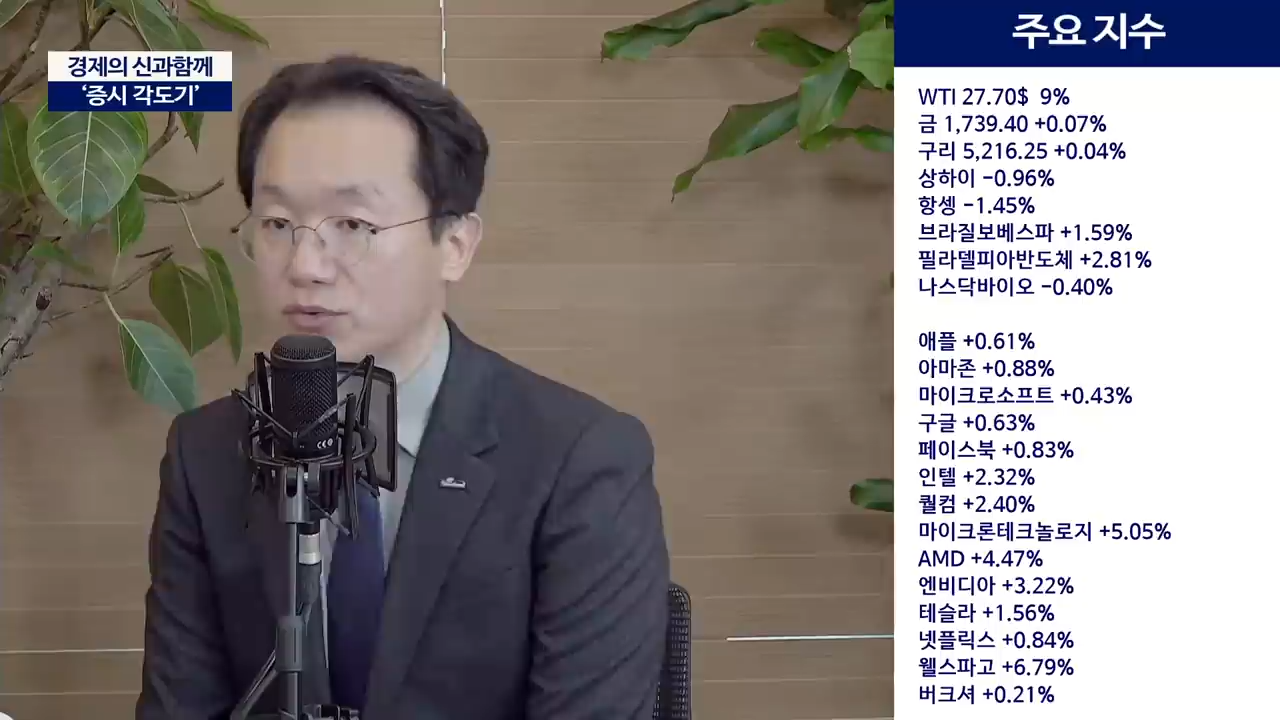 경제의 신과함께
‘증시 각도기’
주요 지수
WTI 27.70$ 9%
금 1,739.40 +0.07%
구리 5,216.25 +0.04%
상하이 -0.96%
항셍 -1.45%
브라질보베스파 +1.59%
필라델피아반도체 +2.81%
나스닥바이오 -0.40%
애플 +0.61%
아마존 +0.88%
마이크로소프트 +0.43%
구글 +0.63%
페이스북 +0.83%
인텔 +2.32%
퀄컴 +2.40%
마이크론테크놀로지 +5.05%
AMD +4.47%
엔비디아 +3.22%
테슬라 +1.56%
넷플릭스 +0.84%
웰스파고 +6.79%
버크셔 +0.21%